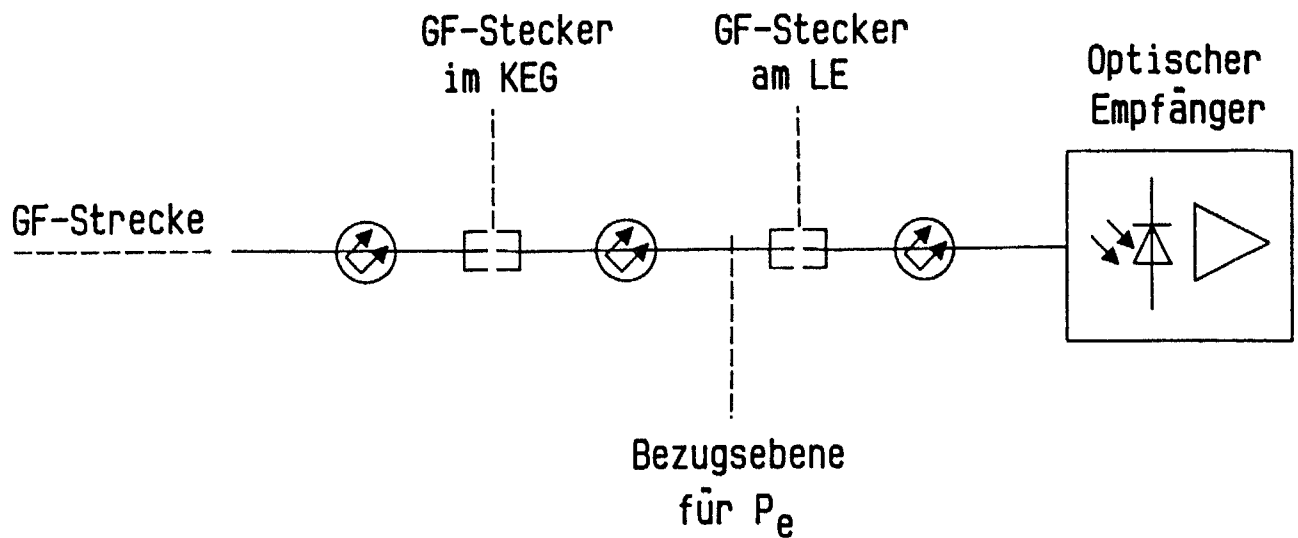 GF-Stecker
im KEG
GF-Stecker
am LE
Optischer
Empfänger
GF-Strecke
Bezugsebene
für Pe